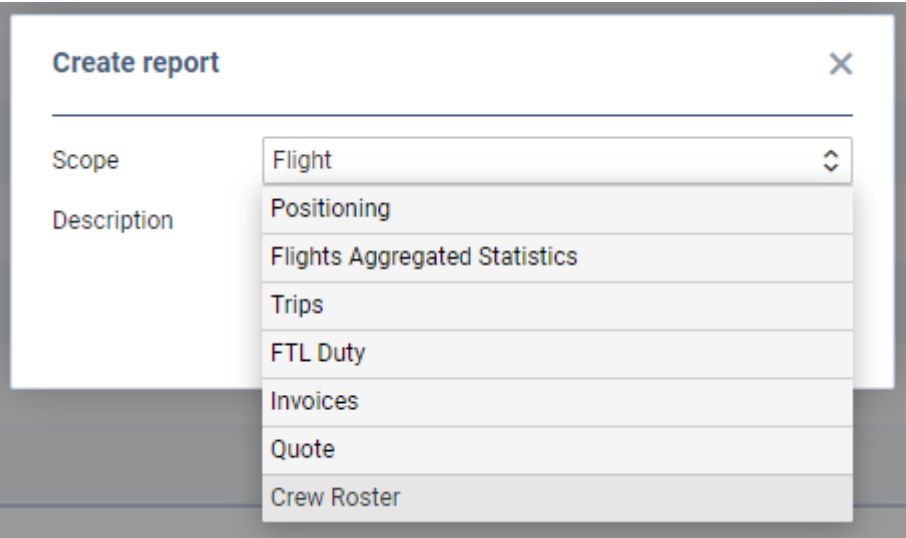 Create report
Scope
Flight
Description
Positioning
Flights Aggregated Statistics
Trips
FTL Duty
Invoices
Quote
Crew Roster